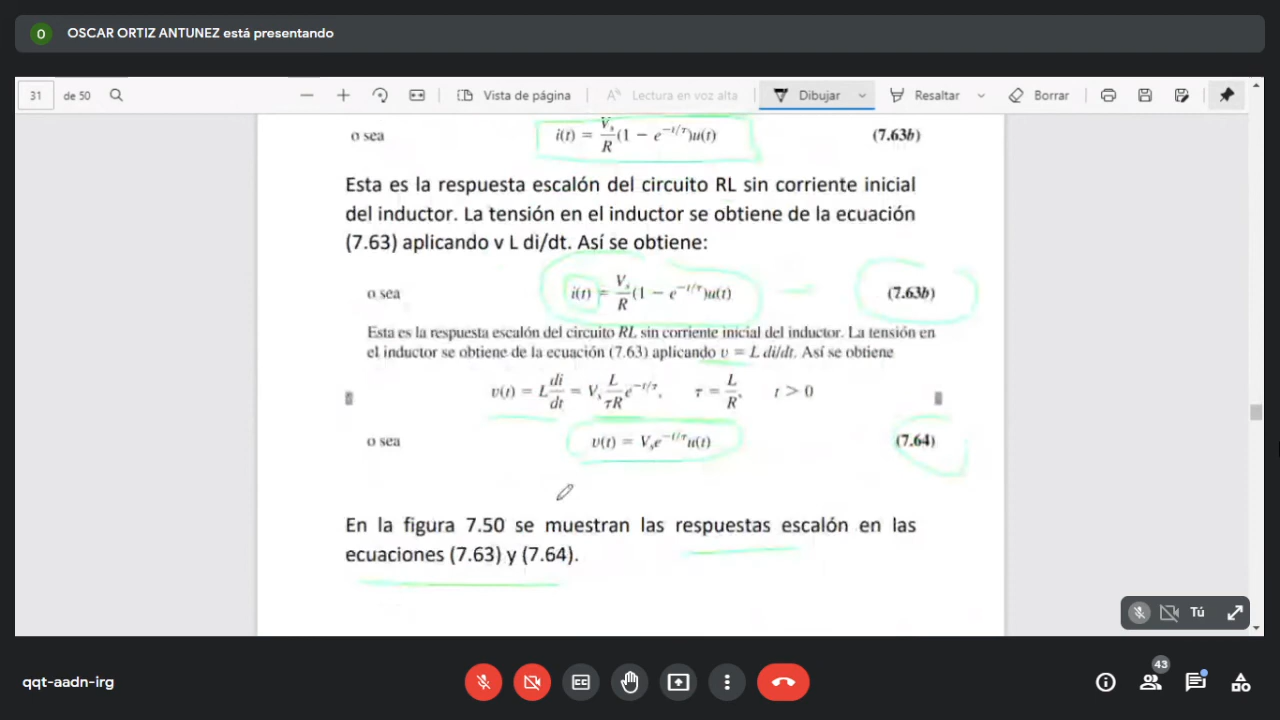 O OSCAR ORTIZ ANTUNEZ está presentando
31 de 50 Vista de página A Lectura en voz alta Dibujar Resaltar Borrar
o sea i(t) = V_s/R (1 − e^{−t/τ})u(t) (7.63b)
Esta es la respuesta escalón del circuito RL sin corriente inicial
del inductor. La tensión en el inductor se obtiene de la ecuación
(7.63) aplicando v L di/dt. Así se obtiene:
o sea i(t) = V_s/R (1 − e^{−t/τ})u(t) (7.63b)
Esta es la respuesta escalón del circuito RL sin corriente inicial del inductor. La tensión en
el inductor se obtiene de la ecuación (7.63) aplicando v = L di/dt. Así se obtiene
v(t) = L di/dt = V_s L/τR e^{−t/τ}, τ = L/R, t > 0
o sea v(t) = V_s e^{−t/τ}u(t) (7.64)
En la figura 7.50 se muestran las respuestas escalón en las
ecuaciones (7.63) y (7.64).
Tú
qqt-aadn-irg
CC
43